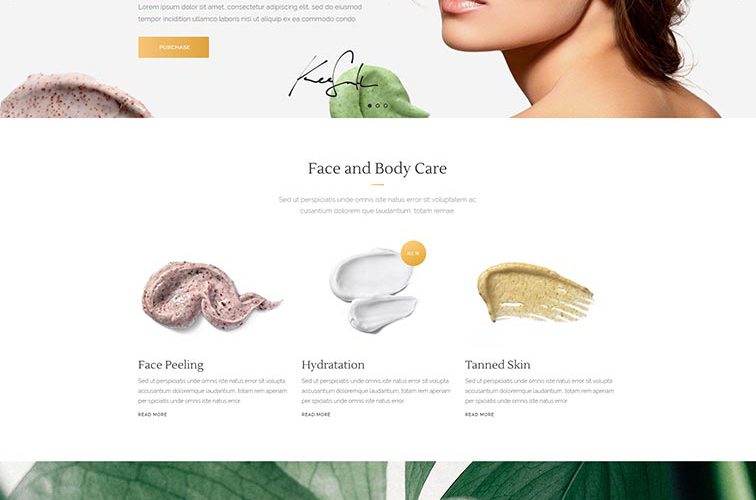 Lorem ipsum dolor sit amet, consectetur adipiscing elit, sed do eiusmod
tempor incididunt ullamco laboris nisi ut aliquip ex ea commodo condo.
PURCHASE
Face and Body Care
Sed ut perspiciatis unde omnis iste natus error sit voluptatem ac
cusantium dolorem que laudantium, totam remae
NEW
Face Peeling
Sed ut perspiciatis unde omnis iste natus error sit volupta
accusantium doloremque laudantium, totam rem aperiam
per spiciatis unde omnis iste natus error.
READ MORE
Hydratation
Sed ut perspiciatis unde omnis iste natus error sit volupta
accusantium doloremque laudantium, totam rem aperiam
per spiciatis unde omnis iste natus error.
READ MORE
Tanned Skin
Sed ut perspiciatis unde omnis iste natus error sit volupta
accusantium doloremque laudantium, totam rem aperiam
per spiciatis unde omnis iste natus error.
READ MORE